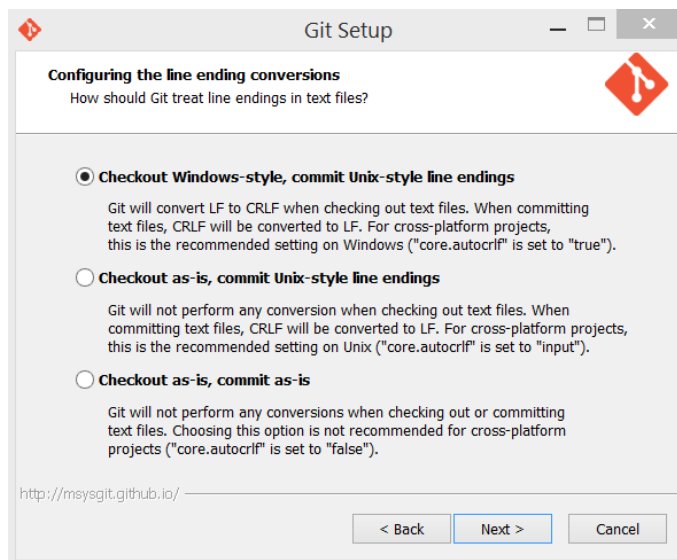 Git Setup
Configuring the line ending conversions
How should Git treat line endings in text files?
Checkout Windows-style, commit Unix-style line endings
Git will convert LF to CRLF when checking out text files. When committing
text files, CRLF will be converted to LF. For cross-platform projects,
this is the recommended setting on Windows ("core.autocrlf" is set to "true").
Checkout as-is, commit Unix-style line endings
Git will not perform any conversion when checking out text files. When
committing text files, CRLF will be converted to LF. For cross-platform projects,
this is the recommended setting on Unix ("core.autocrlf" is set to "input").
Checkout as-is, commit as-is
Git will not perform any conversions when checking out or committing
text files. Choosing this option is not recommended for cross-platform
projects ("core.autocrlf" is set to "false").
http://msysgit.github.io/
< Back Next > Cancel